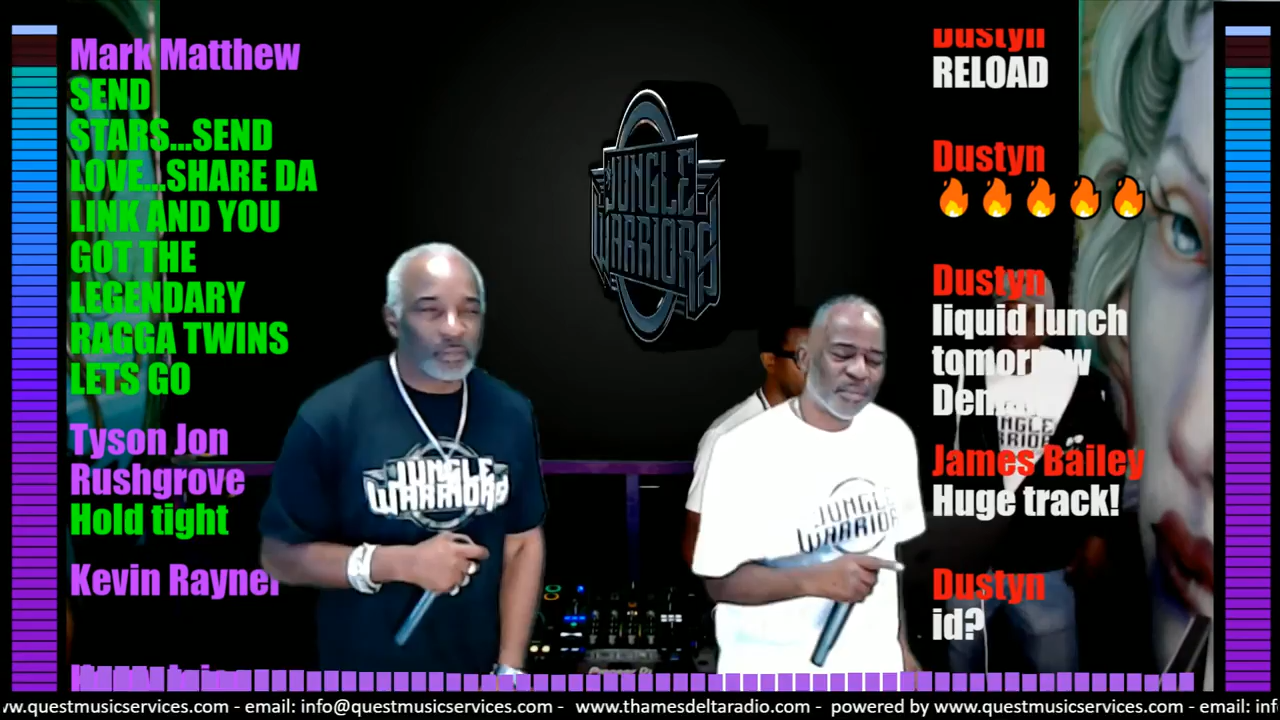 Mark Matthew
SEND
STARS...SEND
LOVE...SHARE DA
LINK AND YOU
GOT THE
LEGENDARY
RAGGA TWINS
LETS GO
Tyson Jon
Rushgrove
Hold tight
Kevin Rayner
JUNGLE
WARRIORS
JUNGLE
WARRIORS
JUNGLE
WARRIOR
Dustyn
RELOAD
Dustyn
🔥🔥🔥🔥🔥
Dustyn
liquid lunch
tomorrow
James Bailey
Huge track!
Dustyn
id?
www.questmusicservices.com - email: info@questmusicservices.com - www.thamesdeltaradio.com - powered by www.questmusicservices.com - email: inf